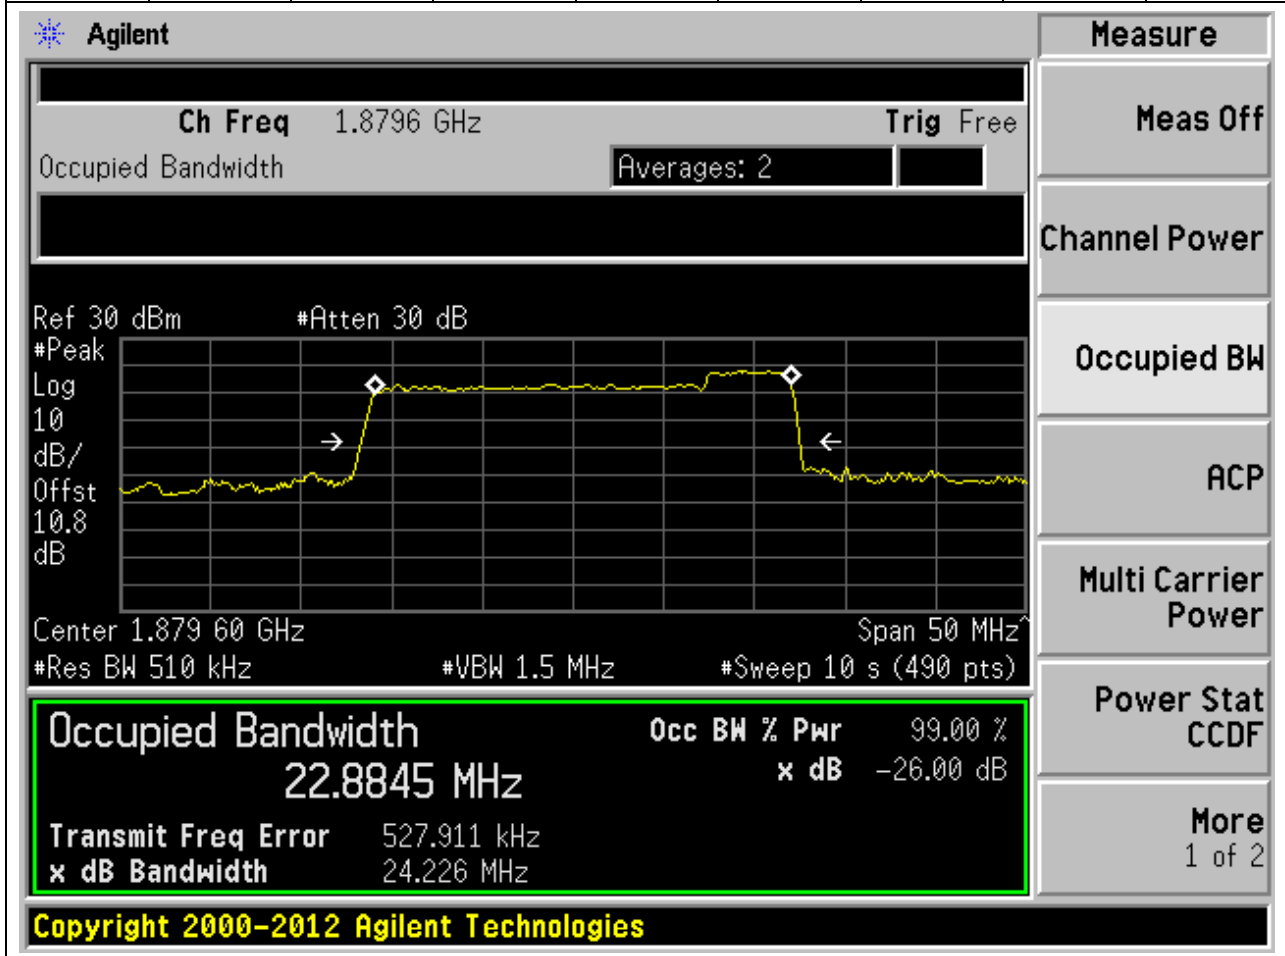 Agilent
Measure
Ch Freq 1.8796 GHz Trig Free
Meas Off
Occupied Bandwidth Averages: 2
Channel Power
Ref 30 dBm #Atten 30 dB
#Peak
Log
10
dB/
Offst
10.8
dB
Occupied BW
ACP
Center 1.879 60 GHz Span 50 MHz^
#Res BW 510 kHz #VBW 1.5 MHz #Sweep 10 s (490 pts)
Multi Carrier
Power
Occupied Bandwidth Occ BW % Pwr 99.00 %
22.8845 MHz x dB -26.00 dB
Transmit Freq Error 527.911 kHz
x dB Bandwidth 24.226 MHz
Power Stat
CCDF
More
1 of 2
Copyright 2000-2012 Agilent Technologies